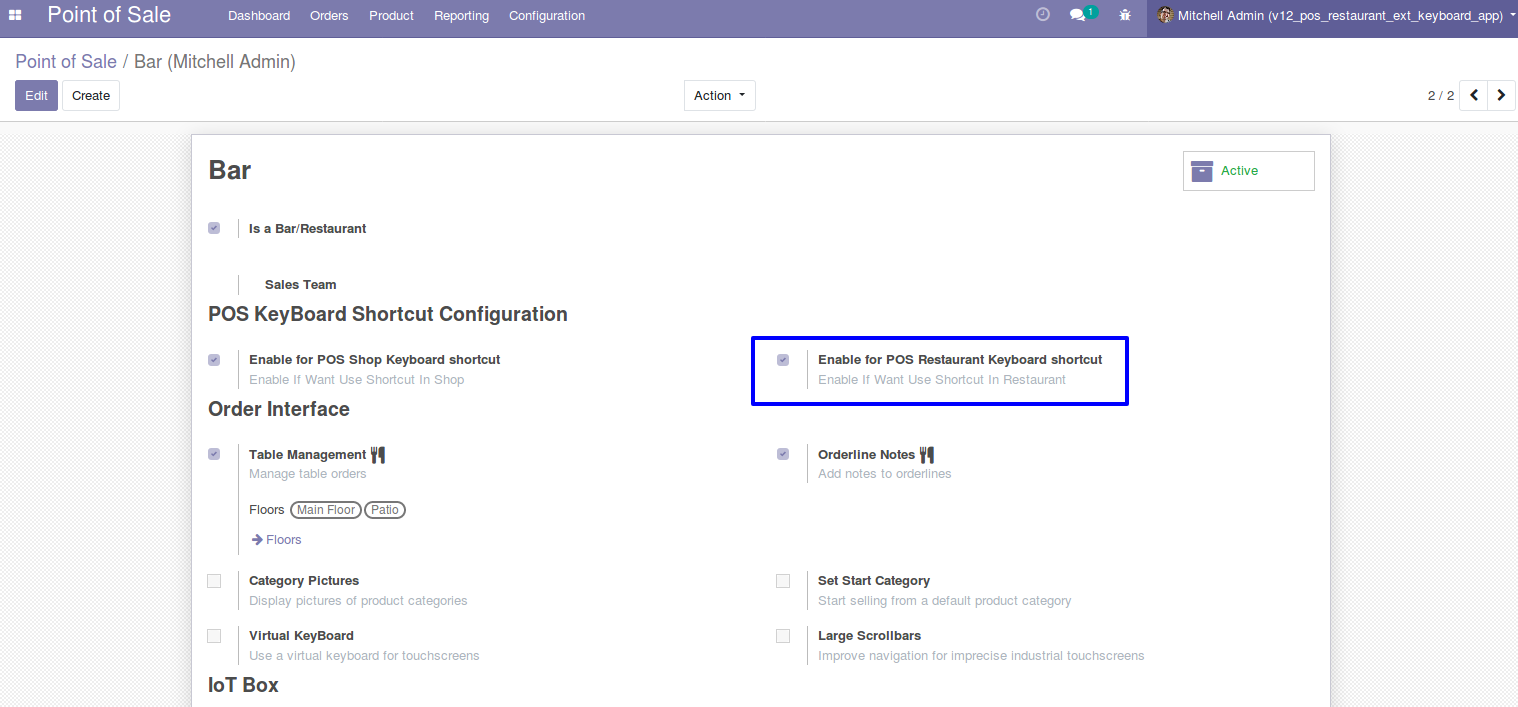 Point of Sale Dashboard Orders Product Reporting Configuration 1 Mitchell Admin (v12_pos_restaurant_ext_keyboard_app)
Point of Sale / Bar (Mitchell Admin)
Edit Create Action 2 / 2
Bar
Active
Is a Bar/Restaurant
Sales Team
POS KeyBoard Shortcut Configuration
Enable for POS Shop Keyboard shortcut Enable for POS Restaurant Keyboard shortcut
Enable If Want Use Shortcut In Shop Enable If Want Use Shortcut In Restaurant
Order Interface
Table Management Orderline Notes
Manage table orders Add notes to orderlines
Floors Main Floor Patio
Floors
Category Pictures Set Start Category
Display pictures of product categories Start selling from a default product category
Virtual KeyBoard Large Scrollbars
Use a virtual keyboard for touchscreens Improve navigation for imprecise industrial touchscreens
IoT Box